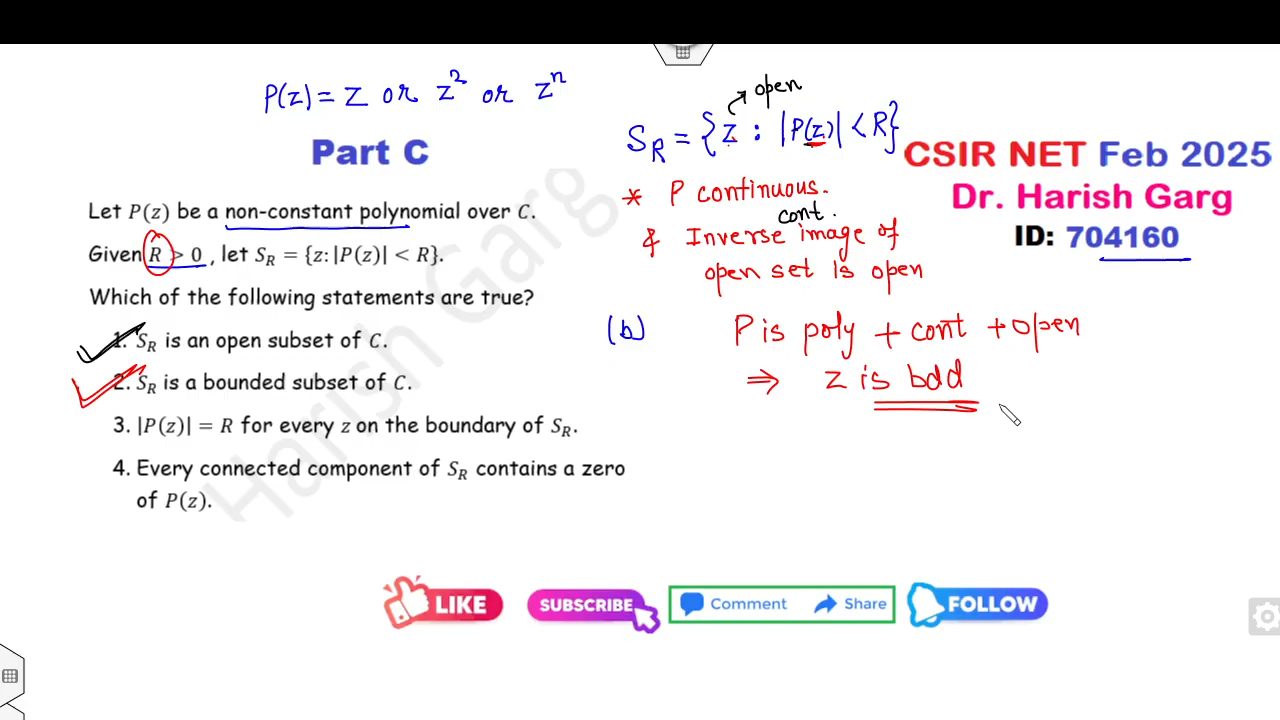 P(z) = Z or z² or zⁿ
open
S_R = {z : |P(z)| < R}
Part C
CSIR NET Feb 2025
Dr. Harish Garg
ID: 704160
Let P(z) be a non-constant polynomial over C.
Given R > 0, let S_R = {z: |P(z)| < R}.
Which of the following statements are true?
1. S_R is an open subset of C.
2. S_R is a bounded subset of C.
3. |P(z)| = R for every z on the boundary of S_R.
4. Every connected component of S_R contains a zero
of P(z).
* P continuous.
cont.
& Inverse image of
open set is open
(b) P is poly + cont + open
⇒ z is bdd
Harish Garg
LIKE
SUBSCRIBE
Comment
Share
FOLLOW